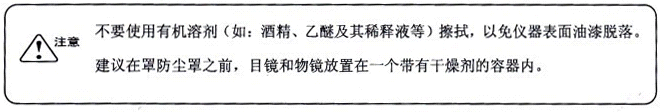 注意
不要使用有机溶剂（如：酒精、乙醚及其稀释液等）擦拭，以免仪器表面油漆脱落。
建议在罩防尘罩之前，目镜和物镜放置在一个带有干燥剂的容器内。